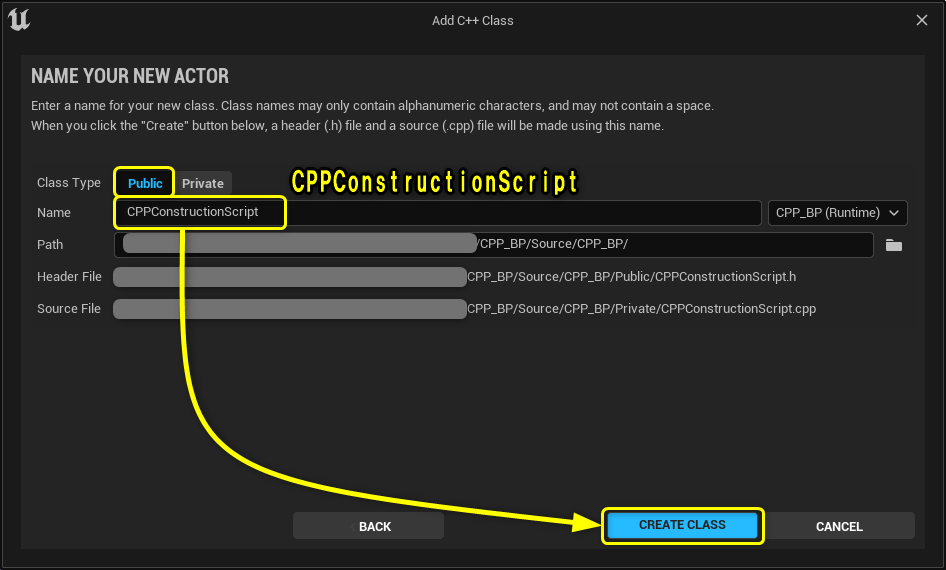 Add C++ Class
NAME YOUR NEW ACTOR
Enter a name for your new class. Class names may only contain alphanumeric characters, and may not contain a space.
When you click the "Create" button below, a header (.h) file and a source (.cpp) file will be made using this name.
Class Type Public Private CPPConstructionScript
Name CPPConstructionScript CPP_BP (Runtime)
Path /CPP_BP/Source/CPP_BP/
Header File CPP_BP/Source/CPP_BP/Public/CPPConstructionScript.h
Source File CPP_BP/Source/CPP_BP/Private/CPPConstructionScript.cpp
BACK CREATE CLASS CANCEL